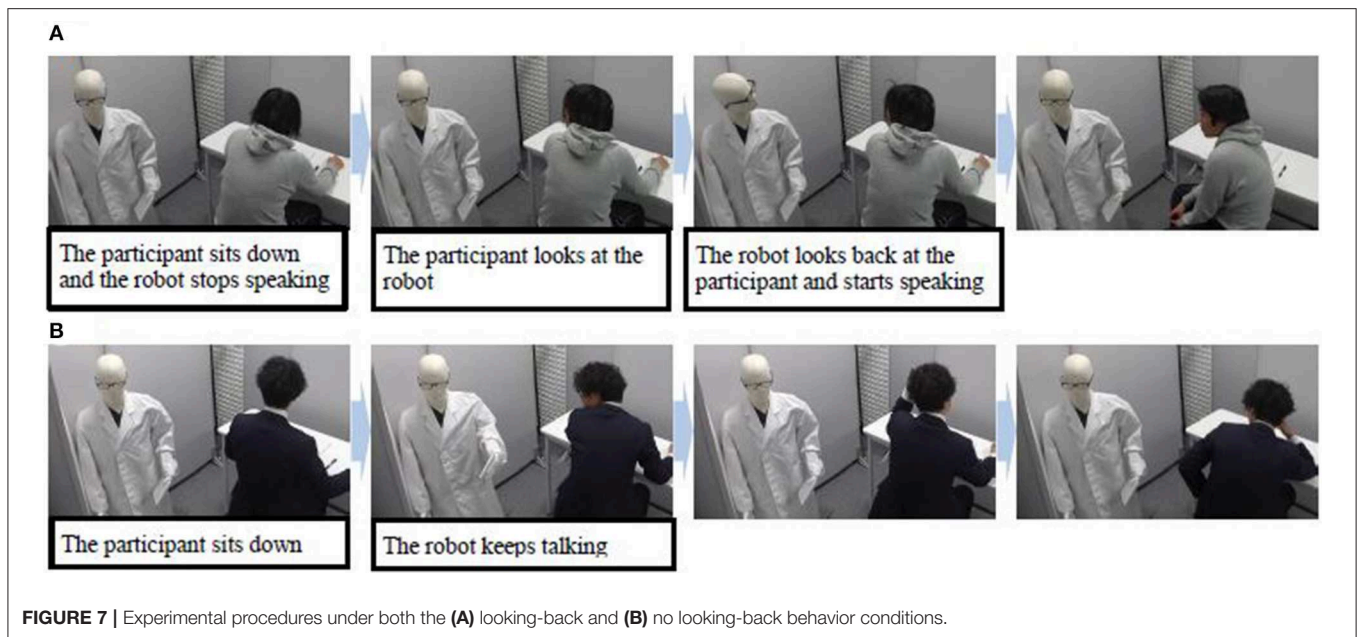 A
The participant sits down
and the robot stops speaking
The participant looks at the
robot
The robot looks back at the
participant and starts speaking
B
The participant sits down
The robot keeps talking
FIGURE 7 | Experimental procedures under both the (A) looking-back and (B) no looking-back behavior conditions.